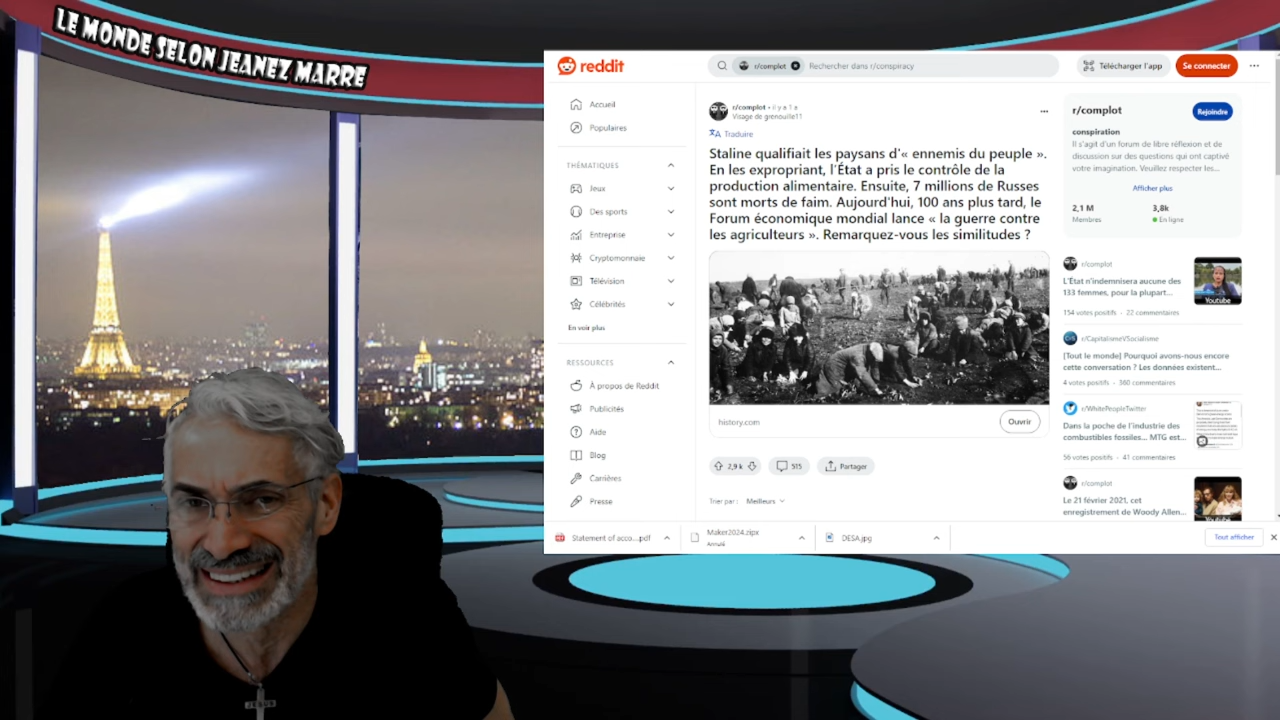 LE MONDE SELON JEANEZ MARRE
reddit
r/complot
Rechercher dans r/conspiracy
Télécharger l'app
Se connecter
Accueil
Populaires
THÉMATIQUES
Jeux
Des sports
Entreprise
Cryptomonnaie
Télévision
Célébrités
En voir plus
RESSOURCES
À propos de Reddit
Publicités
Aide
Blog
Carrières
Presse
r/complot • il y a 1 a
Visage de grenouille11
Traduire
Staline qualifiait les paysans d'« ennemis du peuple ».
En les expropriant, l'État a pris le contrôle de la
production alimentaire. Ensuite, 7 millions de Russes
sont morts de faim. Aujourd'hui, 100 ans plus tard, le
Forum économique mondial lance « la guerre contre
les agriculteurs ». Remarquez-vous les similitudes ?
history.com
Ouvrir
2,9 k
515
Partager
Trier par : Meilleurs
r/complot
Rejoindre
conspiration
Il s'agit d'un forum de libre réflexion et de
discussion sur des questions qui ont captivé
votre imagination. Veuillez respecter les...
Afficher plus
2,1 M
3,8k
Membres
En ligne
r/complot
L'État n'indemnisera aucune des
133 femmes, pour la plupart...
Youtube
154 votes positifs · 22 commentaires
r/CapitalismeVSocialisme
[Tout le monde] Pourquoi avons-nous encore
cette conversation ? Les données existent...
4 votes positifs · 360 commentaires
r/WhitePeopleTwitter
Dans la poche de l'industrie des
combustibles fossiles... MTG est...
56 votes positifs · 41 commentaires
r/complot
Le 21 février 2021, cet
enregistrement de Woody Allen...
Youtube
Statement of acco....pdf
Maker2024.zipx
Annulé
DESA.jpg
Tout afficher
JESUS